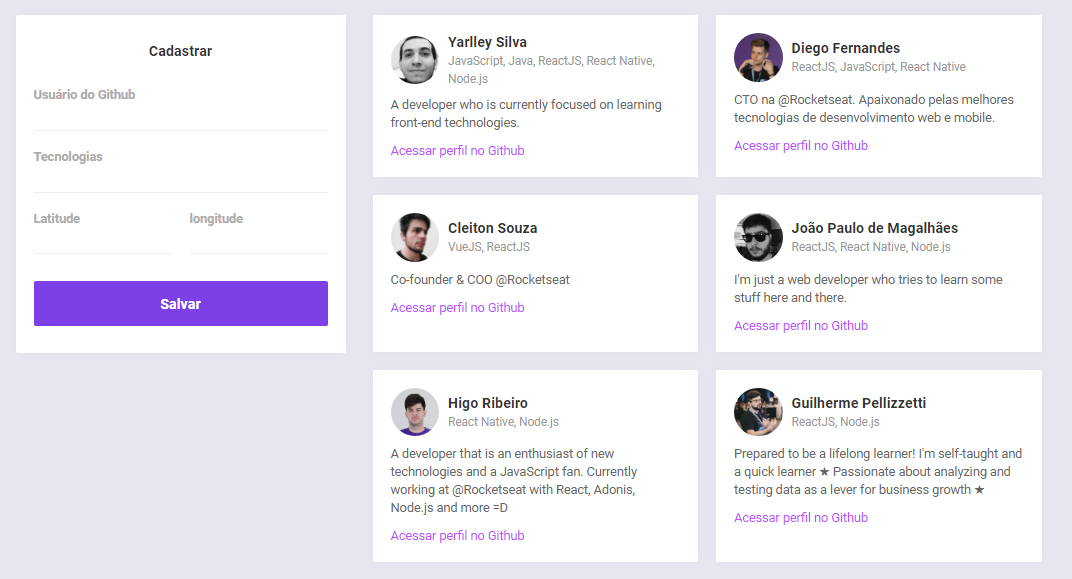 Cadastrar
Usuário do Github
Tecnologias
Latitude
longitude
Salvar
Yarlley Silva
JavaScript, Java, ReactJS, React Native,
Node.js
A developer who is currently focused on learning
front-end technologies.
Acessar perfil no Github
Diego Fernandes
ReactJS, JavaScript, React Native
CTO na @Rocketseat. Apaixonado pelas melhores
tecnologias de desenvolvimento web e mobile.
Acessar perfil no Github
Cleiton Souza
VueJS, ReactJS
Co-founder & COO @Rocketseat
Acessar perfil no Github
João Paulo de Magalhães
ReactJS, React Native, Node.js
I'm just a web developer who tries to learn some
stuff here and there.
Acessar perfil no Github
Higo Ribeiro
React Native, Node.js
A developer that is an enthusiast of new
technologies and a JavaScript fan. Currently
working at @Rocketseat with React, Adonis,
Node.js and more =D
Acessar perfil no Github
Guilherme Pellizzetti
ReactJS, Node.js
Prepared to be a lifelong learner! I'm self-taught and
a quick learner ★ Passionate about analyzing and
testing data as a lever for business growth ★
Acessar perfil no Github